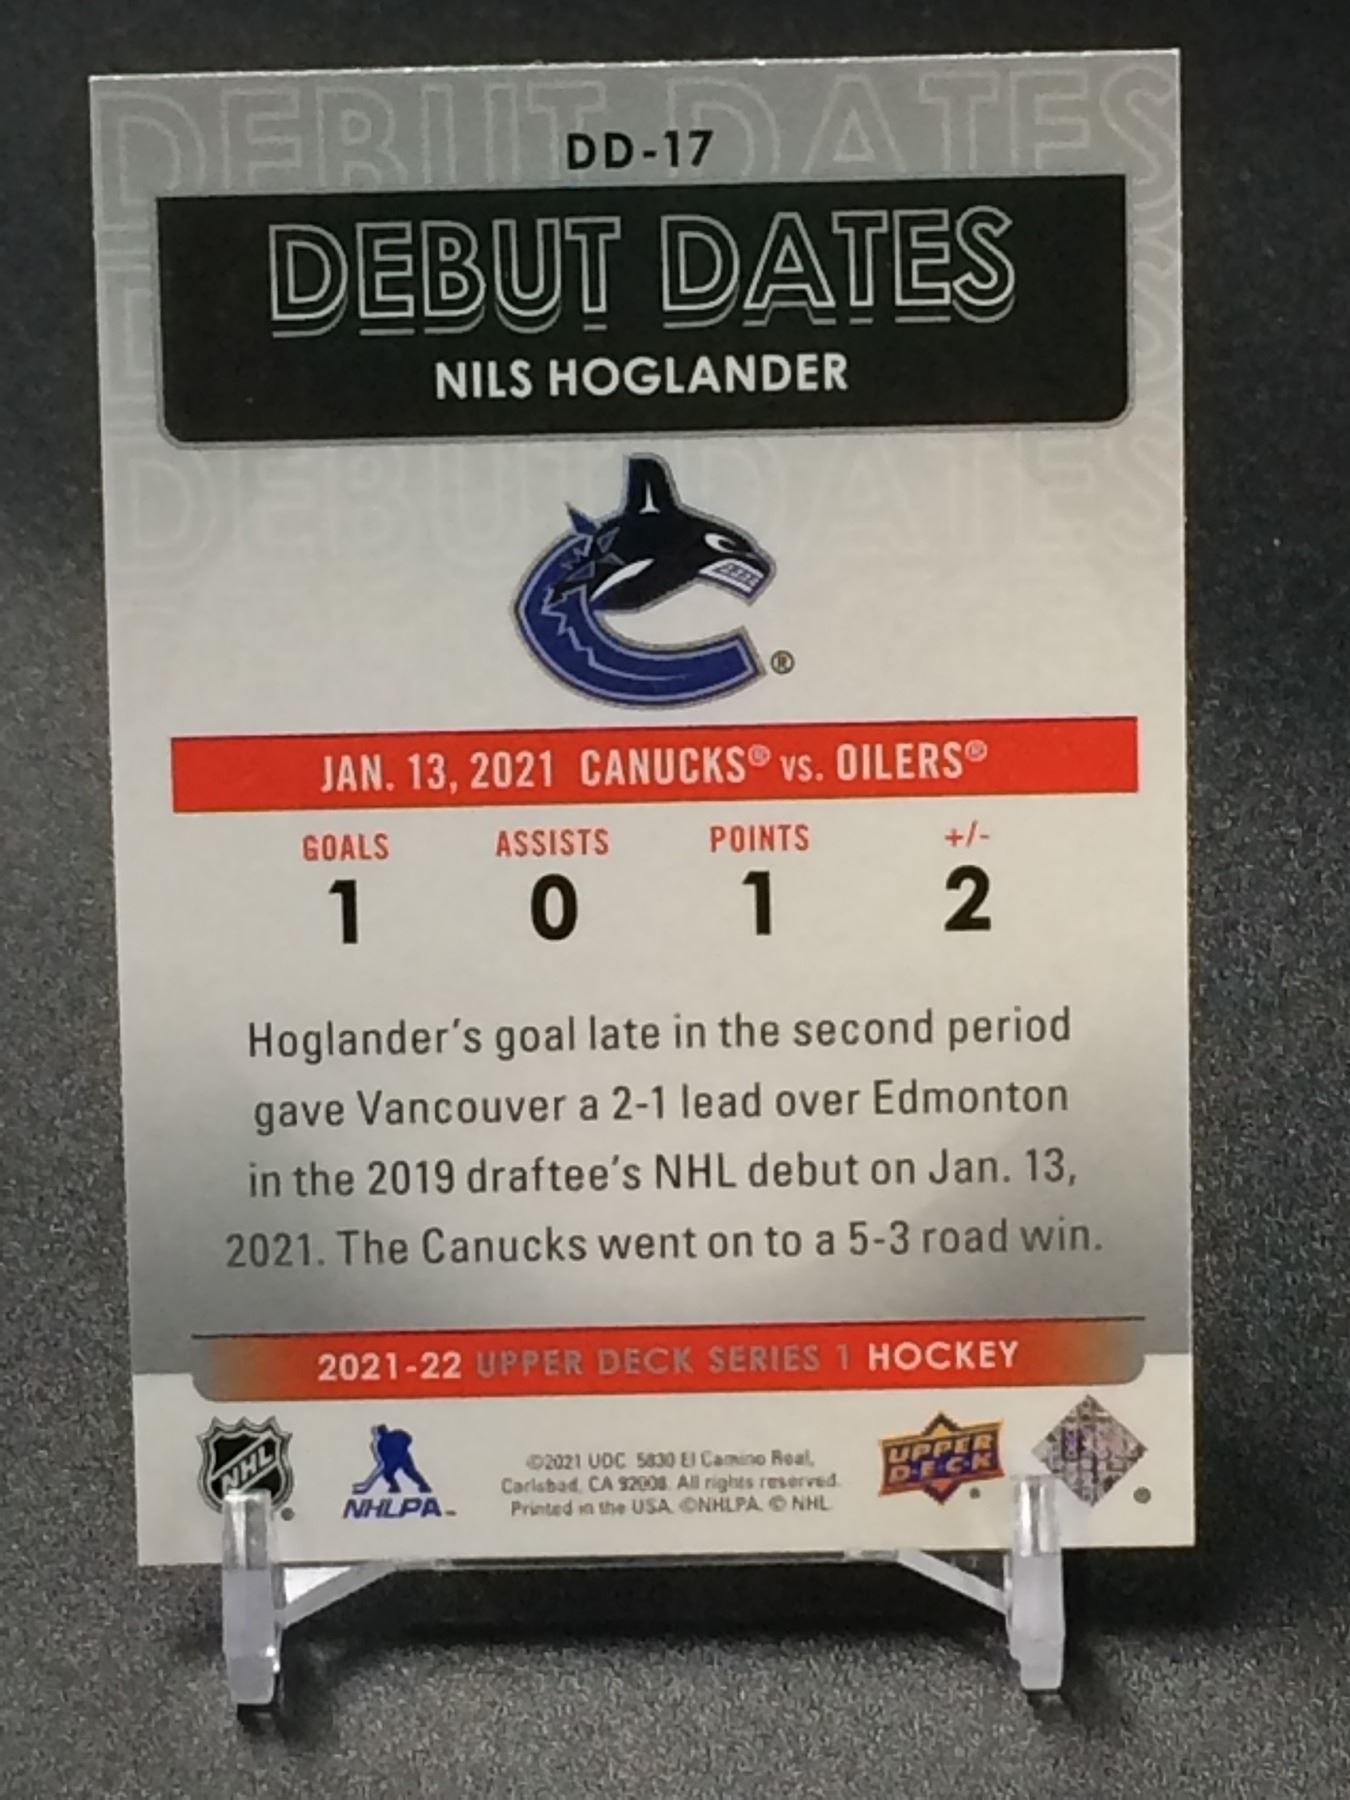 DEBUT DATES
DD-17
DEBUT DATES
NILS HOGLANDER
DEBUT DATES
®
JAN. 13, 2021 CANUCKS® vs. OILERS®
GOALS ASSISTS POINTS +/-
1 0 1 2
Hoglander's goal late in the second period
gave Vancouver a 2-1 lead over Edmonton
in the 2019 draftee's NHL debut on Jan. 13,
2021. The Canucks went on to a 5-3 road win.
2021-22 UPPER DECK SERIES 1 HOCKEY
NHL
NHLPA
©2021 UDC 5830 El Camino Real,
Carlsbad, CA 92008. All rights reserved.
Printed in the USA. ©NHLPA. © NHL
UPPER
D·E·C·K